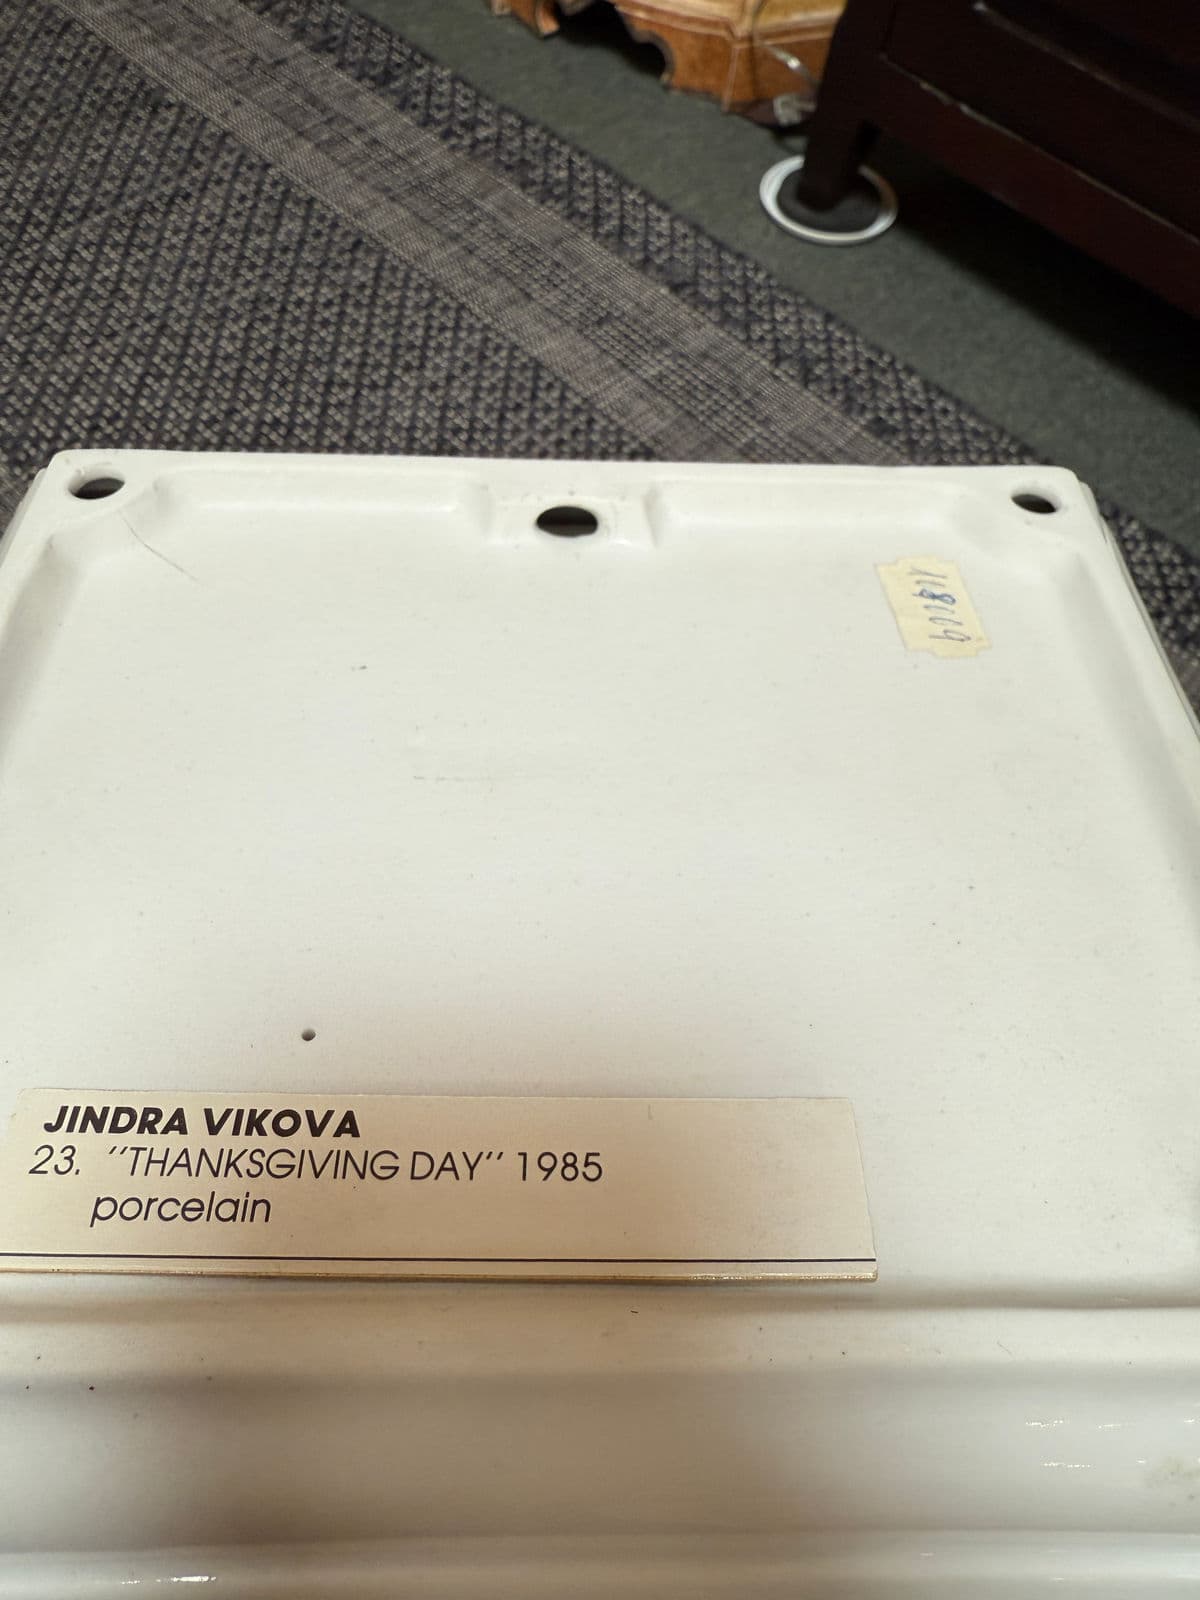 JINDRA VIKOVA
23. ''THANKSGIVING DAY'' 1985
porcelain